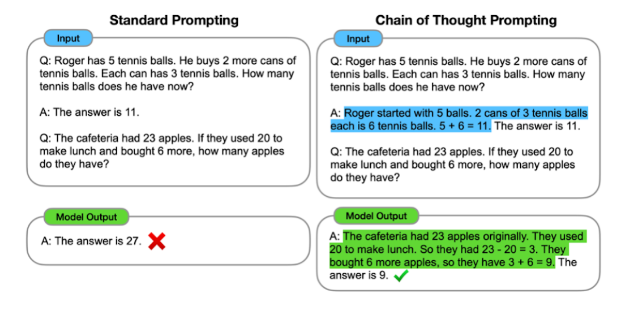 Standard Prompting
Input
Q: Roger has 5 tennis balls. He buys 2 more cans of
tennis balls. Each can has 3 tennis balls. How many
tennis balls does he have now?
A: The answer is 11.
Q: The cafeteria had 23 apples. If they used 20 to
make lunch and bought 6 more, how many apples
do they have?
Model Output
A: The answer is 27.
Chain of Thought Prompting
Input
Q: Roger has 5 tennis balls. He buys 2 more cans of
tennis balls. Each can has 3 tennis balls. How many
tennis balls does he have now?
A: Roger started with 5 balls. 2 cans of 3 tennis balls
each is 6 tennis balls. 5 + 6 = 11. The answer is 11.
Q: The cafeteria had 23 apples. If they used 20 to
make lunch and bought 6 more, how many apples
do they have?
Model Output
A: The cafeteria had 23 apples originally. They used
20 to make lunch. So they had 23 - 20 = 3. They
bought 6 more apples, so they have 3 + 6 = 9. The
answer is 9.